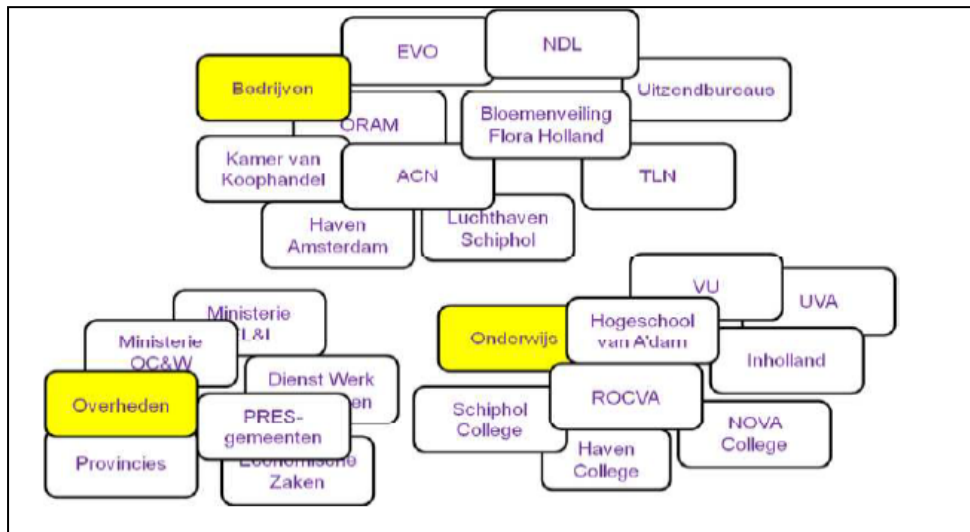 EVO
NDL
Bedrijven
Uitzendbureaus
ORAM
Bloemenveiling
Flora Holland
Kamer van
Koophandel
ACN
TLN
Haven
Amsterdam
Luchthaven
Schiphol
VU
UVA
Ministerie
Onderwijs
Hogeschool
van A'dam
Ministerie
OC&W
Inholland
Dienst Werk
Overheden
ROCVA
PRES-
gemeenten
Schiphol
College
NOVA
College
Provincies
Economische
Zaken
Haven
College